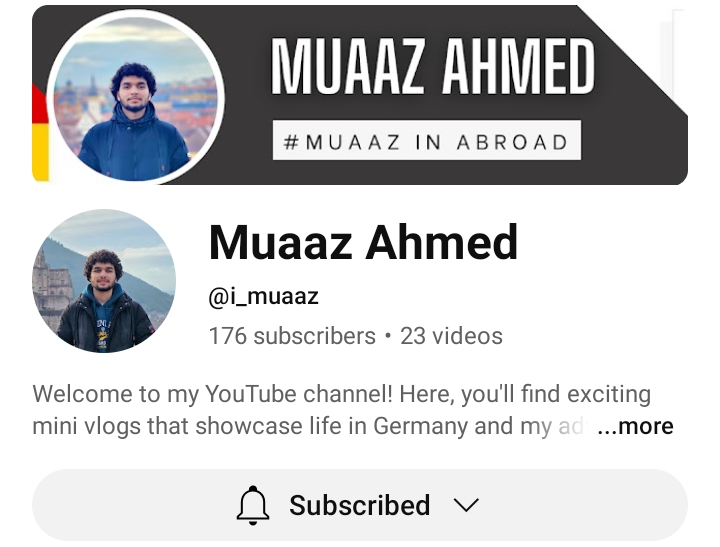 MUAAZ AHMED
#MUAAZ IN ABROAD
Muaaz Ahmed
@i_muaaz
176 subscribers • 23 videos
Welcome to my YouTube channel! Here, you'll find exciting
mini vlogs that showcase life in Germany and my ad ...more
Subscribed